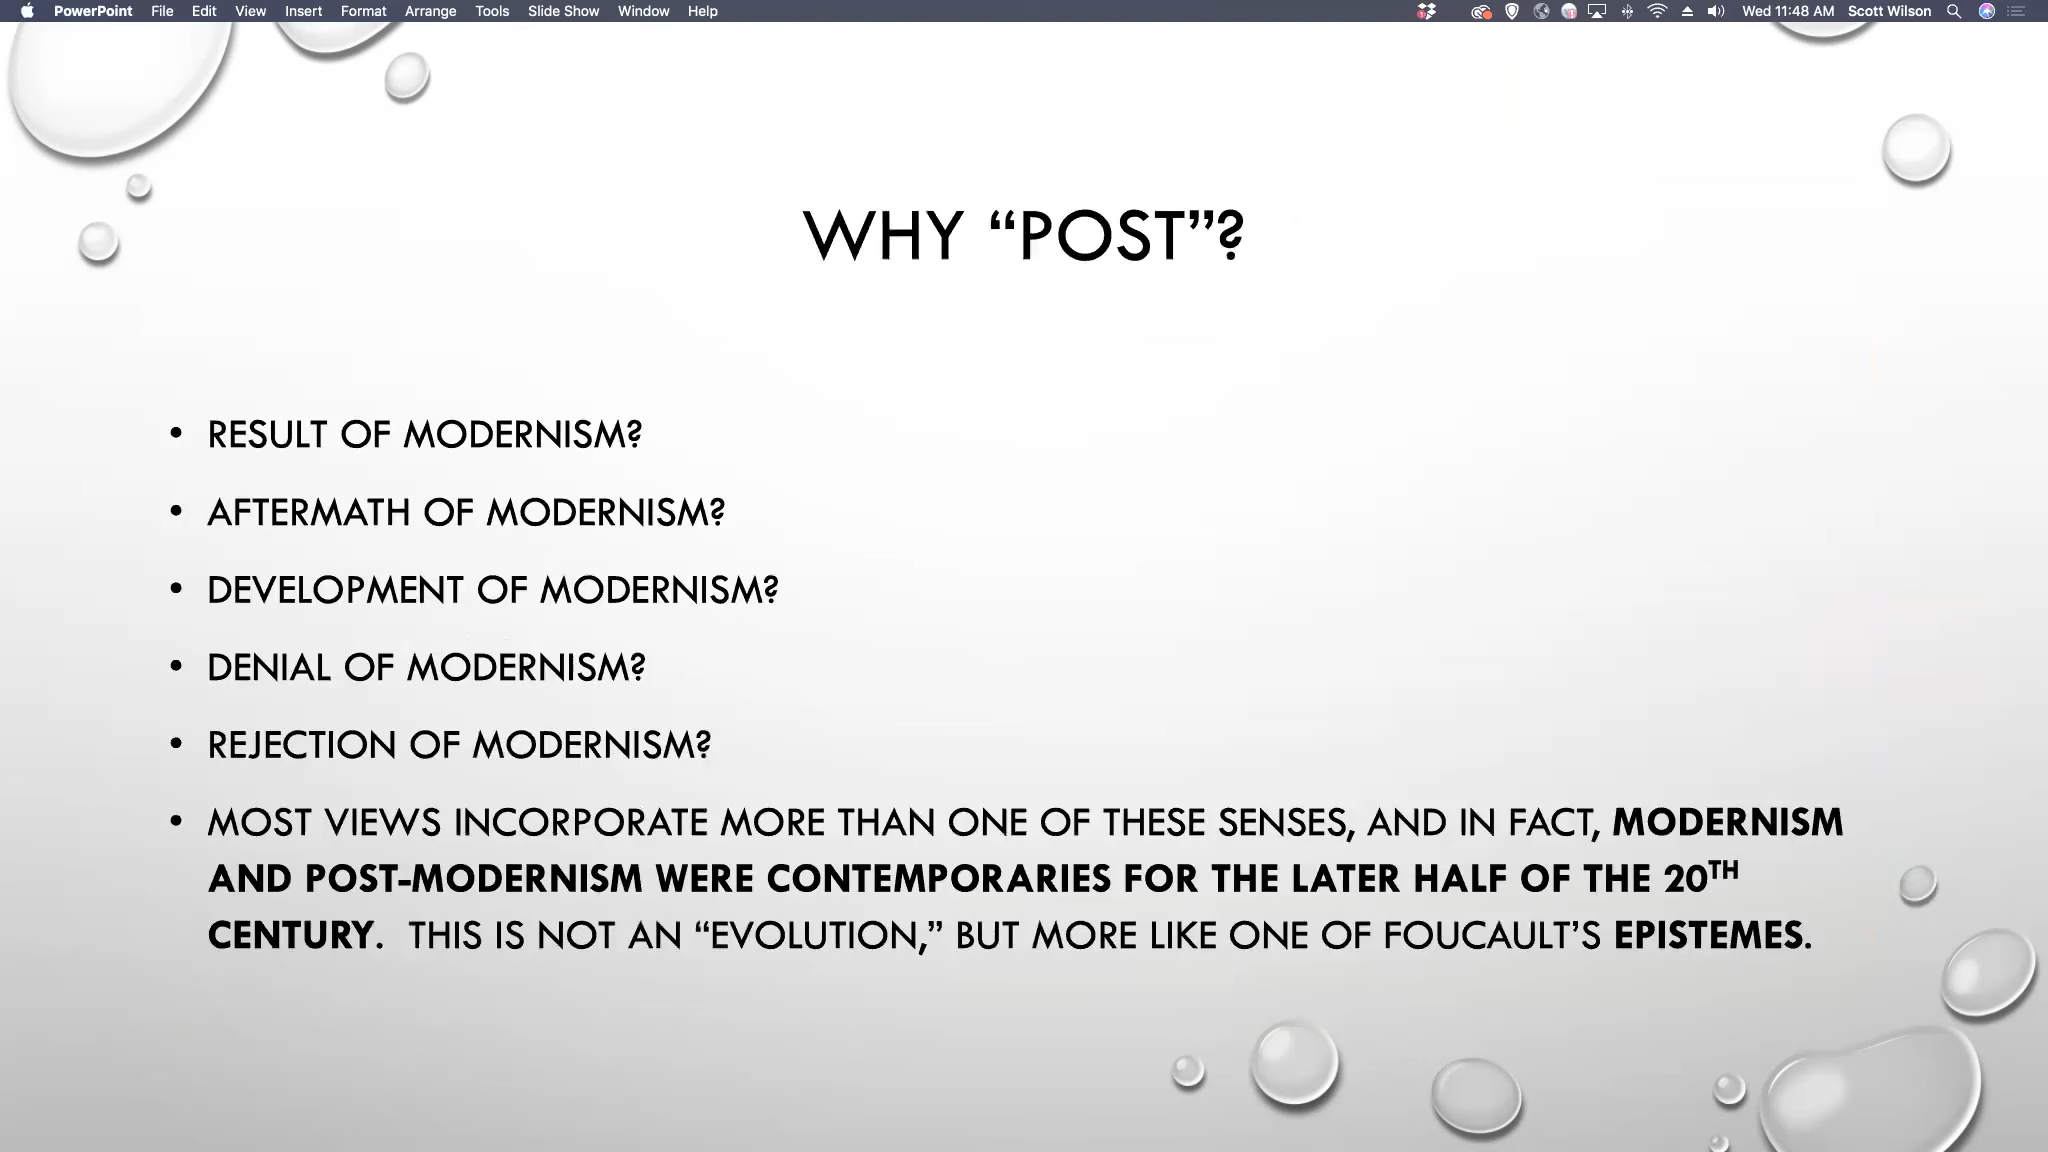 PowerPoint File Edit View Insert Format Arrange Tools Slide Show Window Help Wed 11:48 AM Scott Wilson
WHY “POST”?
• RESULT OF MODERNISM?
• AFTERMATH OF MODERNISM?
• DEVELOPMENT OF MODERNISM?
• DENIAL OF MODERNISM?
• REJECTION OF MODERNISM?
• MOST VIEWS INCORPORATE MORE THAN ONE OF THESE SENSES, AND IN FACT, MODERNISM
AND POST-MODERNISM WERE CONTEMPORARIES FOR THE LATER HALF OF THE 20TH
CENTURY. THIS IS NOT AN “EVOLUTION,” BUT MORE LIKE ONE OF FOUCAULT’S EPISTEMES.